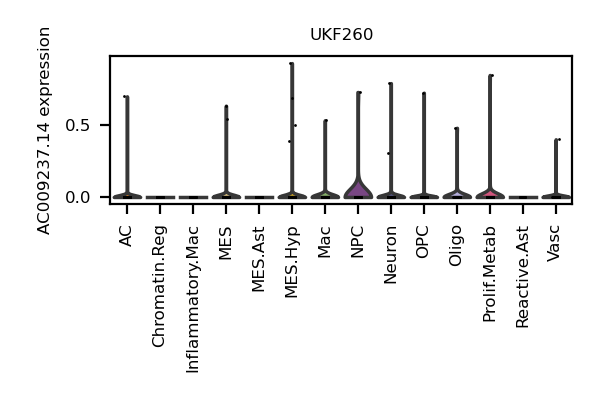 UKF260
AC009237.14 expression
0.5
0.0
AC
Chromatin.Reg
Inflammatory.Mac
MES
MES.Ast
MES.Hyp
Mac
NPC
Neuron
OPC
Oligo
Prolif.Metab
Reactive.Ast
Vasc